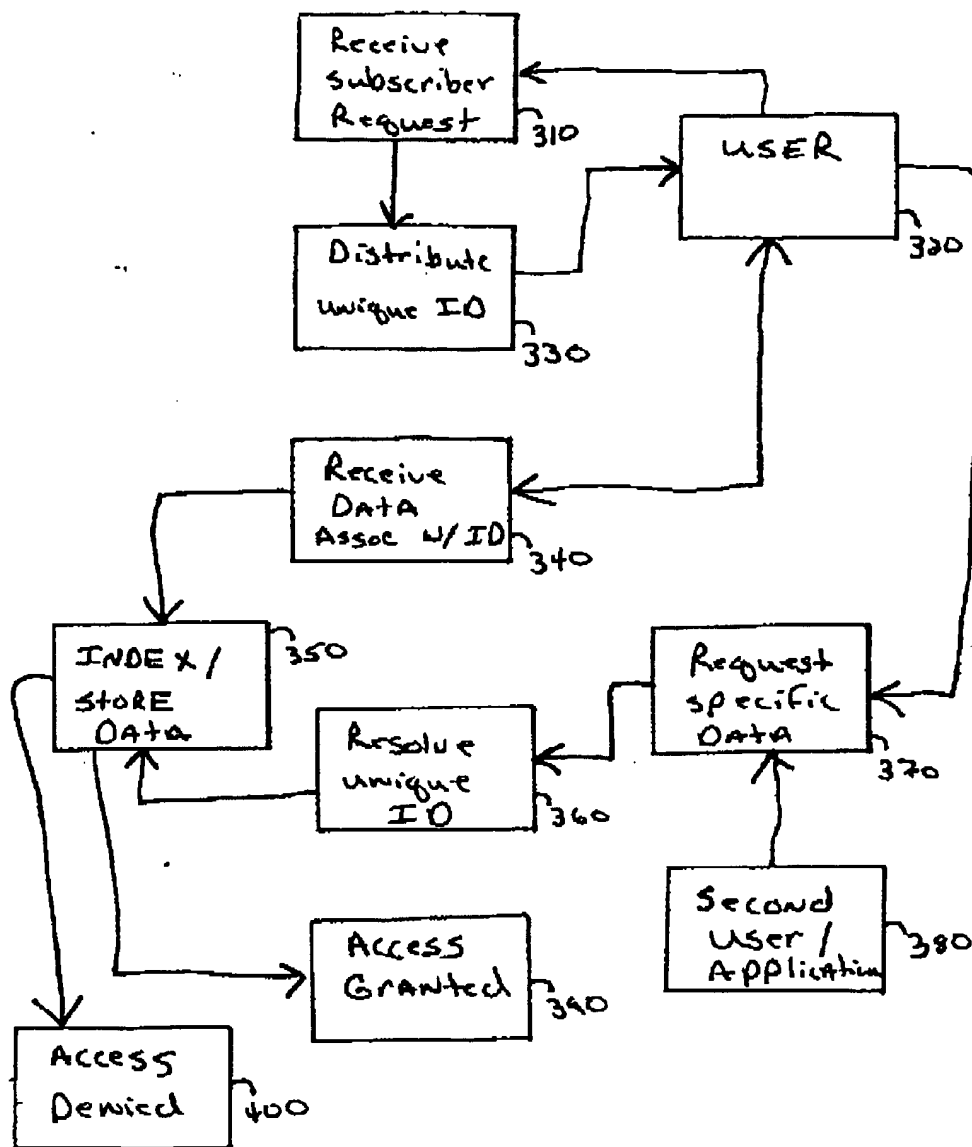 Receive
subscriber
Request
310
USER
320
Distribute
unique ID
330
Receive
DATA
Assoc w/ID
340
INDEX/
STORE
DATA
350
Request
specific
DATA
370
Resolve
unique
ID
360
Second
User/
Application
380
Access
Granted
390
Access
Denied
400